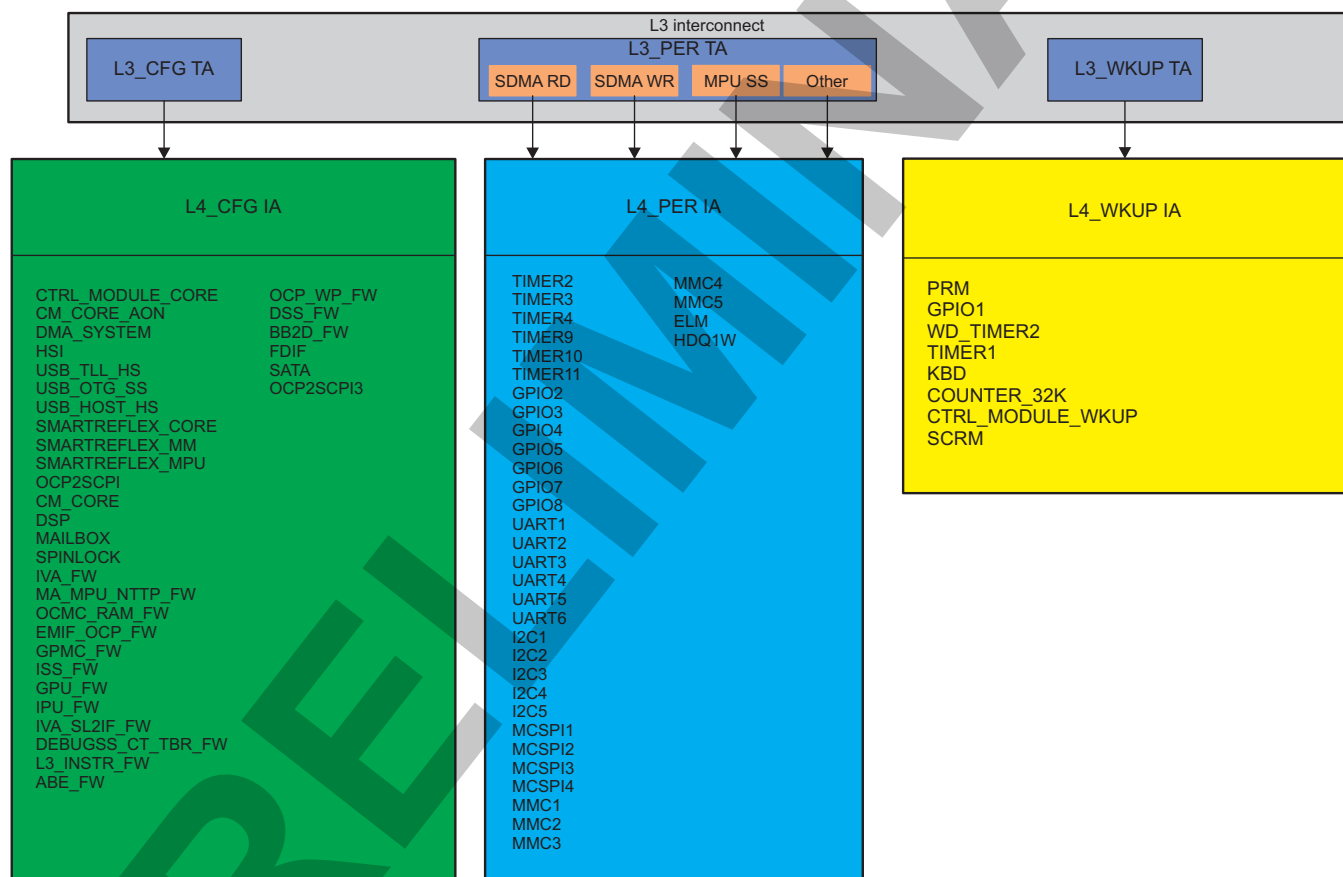 L3 interconnect
L3_CFG TA
L3_PER TA
SDMA RD
SDMA WR
MPU SS
Other
L3_WKUP TA
L4_CFG IA
CTRL_MODULE_CORE
CM_CORE_AON
DMA_SYSTEM
HSI
USB_TLL_HS
USB_OTG_SS
USB_HOST_HS
SMARTREFLEX_CORE
SMARTREFLEX_MM
SMARTREFLEX_MPU
OCP2SCPI
CM_CORE
DSP
MAILBOX
SPINLOCK
IVA_FW
MA_MPU_NTTP_FW
OCMC_RAM_FW
EMIF_OCP_FW
GPMC_FW
ISS_FW
GPU_FW
IPU_FW
IVA_SL2IF_FW
DEBUGSS_CT_TBR_FW
L3_INSTR_FW
ABE_FW
OCP_WP_FW
DSS_FW
BB2D_FW
FDIF
SATA
OCP2SCPI3
L4_PER IA
TIMER2
TIMER3
TIMER4
TIMER9
TIMER10
TIMER11
GPIO2
GPIO3
GPIO4
GPIO5
GPIO6
GPIO7
GPIO8
UART1
UART2
UART3
UART4
UART5
UART6
I2C1
I2C2
I2C3
I2C4
I2C5
MCSPI1
MCSPI2
MCSPI3
MCSPI4
MMC1
MMC2
MMC3
MMC4
MMC5
ELM
HDQ1W
L4_WKUP IA
PRM
GPIO1
WD_TIMER2
TIMER1
KBD
COUNTER_32K
CTRL_MODULE_WKUP
SCRM
RELIMINA